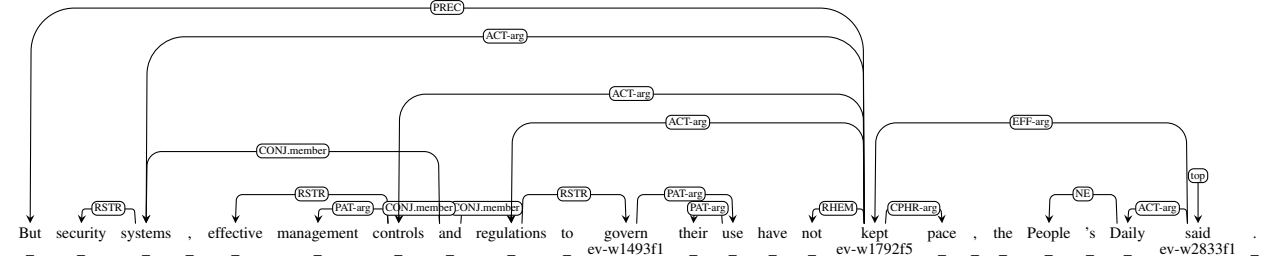 PREC
ACT-arg
ACT-arg
ACT-arg EFF-arg
CONJ.member
top
RSTR RSTR PAT-arg NE
RSTR PAT-arg CONJ.member CONJ.member PAT-arg RHEM CPHR-arg ACT-arg
But security systems , effective management controls and regulations to govern their use have not kept pace , the People 's Daily said .
_ _ _ _ _ _ _ _ _ _ ev-w1493f1 _ _ _ _ ev-w1792f5 _ _ _ _ _ _ ev-w2833f1 _